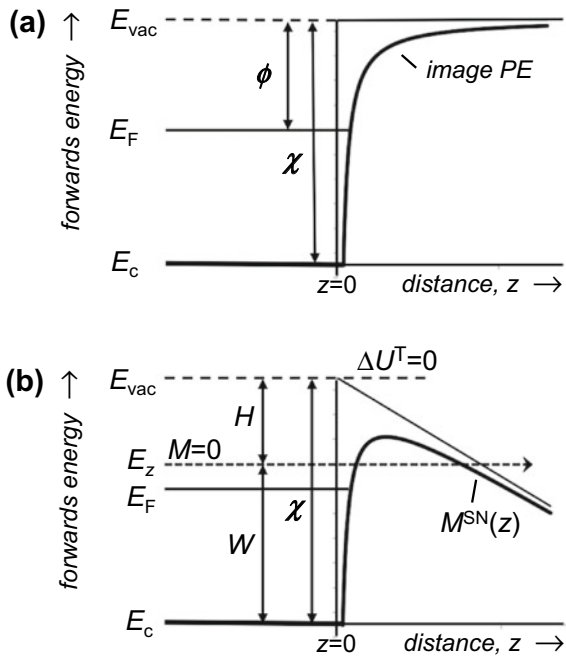 (a)
forwards energy →
E_vac
ϕ
image PE
E_F
χ
E_c
z=0
distance, z →
(b)
forwards energy →
E_vac
ΔU^T=0
H
M=0
E_z
E_F
χ
M^SN(z)
W
E_c
z=0
distance, z →